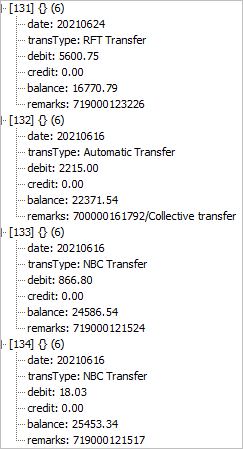 [131] {} (6)
date: 20210624
transType: RFT Transfer
debit: 5600.75
credit: 0.00
balance: 16770.79
remarks: 719000123226
[132] {} (6)
date: 20210616
transType: Automatic Transfer
debit: 2215.00
credit: 0.00
balance: 22371.54
remarks: 700000161792/Collective transfer
[133] {} (6)
date: 20210616
transType: NBC Transfer
debit: 866.80
credit: 0.00
balance: 24586.54
remarks: 719000121524
[134] {} (6)
date: 20210616
transType: NBC Transfer
debit: 18.03
credit: 0.00
balance: 25453.34
remarks: 719000121517